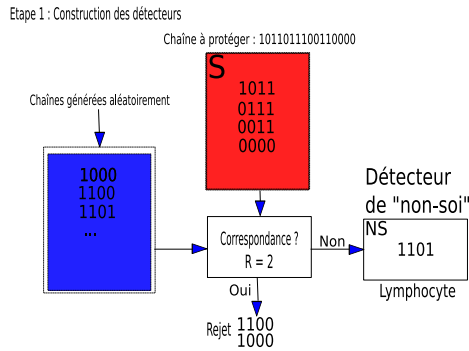 Etape 1 : Construction des détecteurs
Chaîne à protéger : 1011011100110000
S
1011
0111
0011
0000
Chaînes générées aléatoirement
1000
1100
1101
...
Correspondance ?
R = 2
Non
Oui
Rejet
1100
1000
Détecteur
de "non-soi"
NS
1101
Lymphocyte